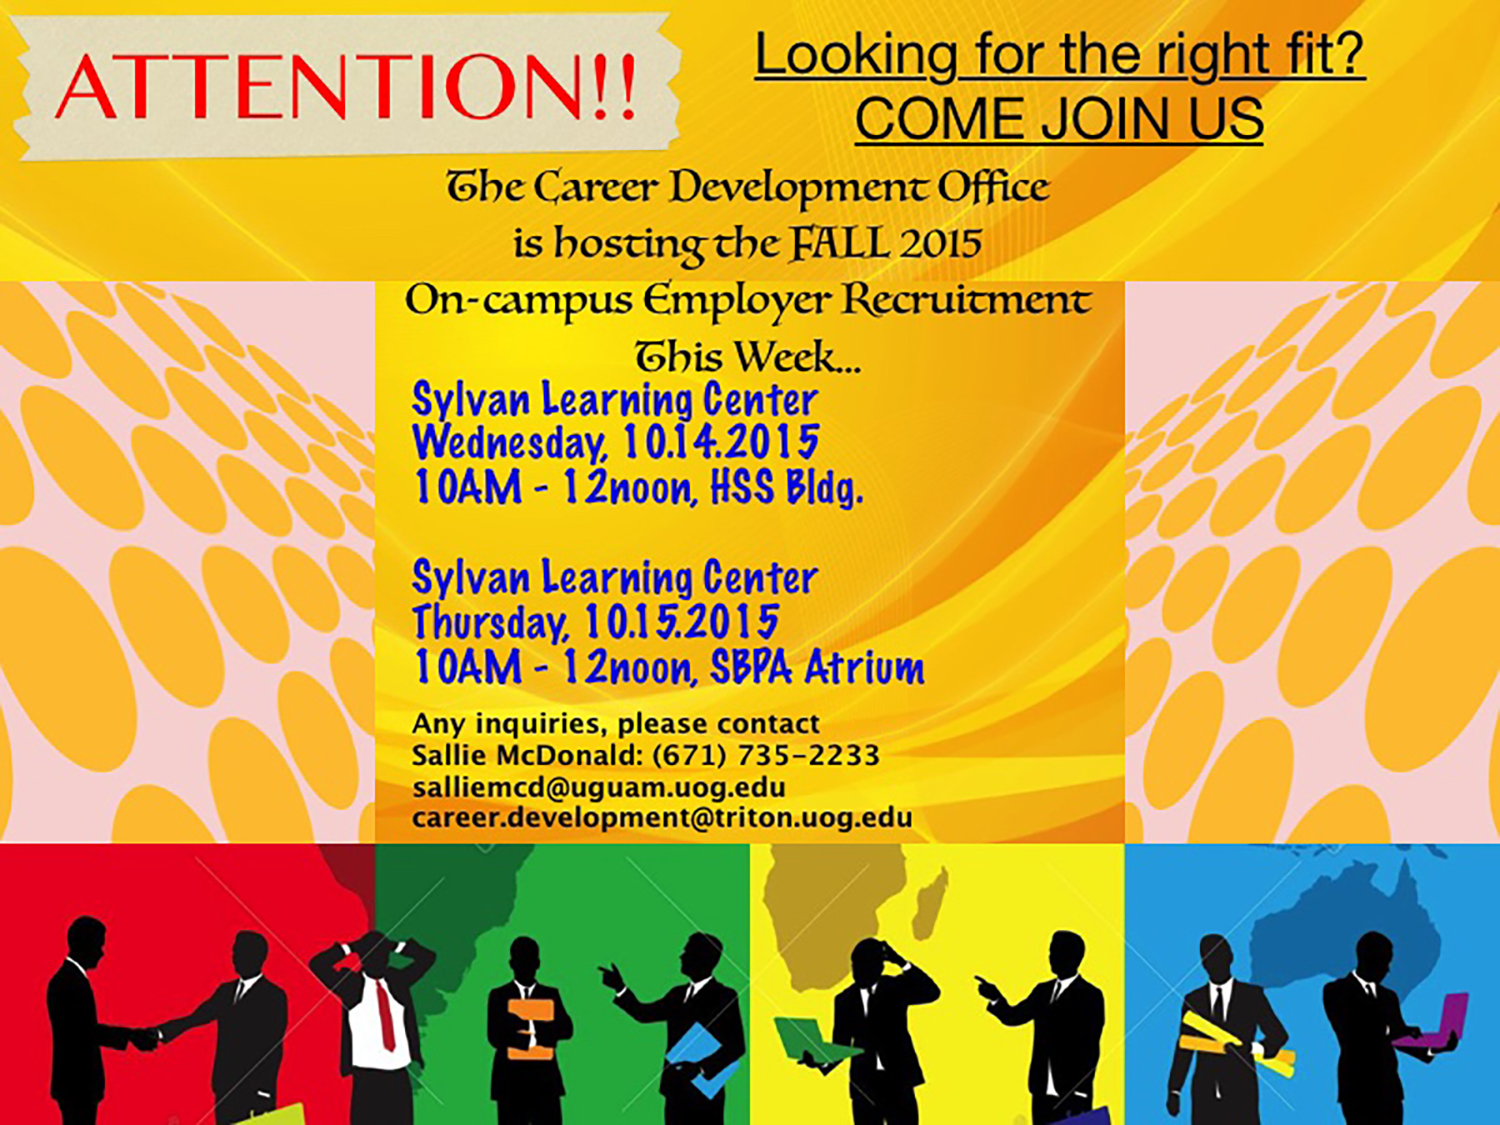 ATTENTION!!
Looking for the right fit?
COME JOIN US
The Career Development Office
is hosting the FALL 2015
On-campus Employer Recruitment
This Week...
Sylvan Learning Center
Wednesday, 10.14.2015
10AM - 12noon, HSS Bldg.
Sylvan Learning Center
Thursday, 10.15.2015
10AM - 12noon, SBPA Atrium
Any inquiries, please contact
Sallie McDonald: (671) 735-2233
salliemcd@uguam.uog.edu
career.development@triton.uog.edu